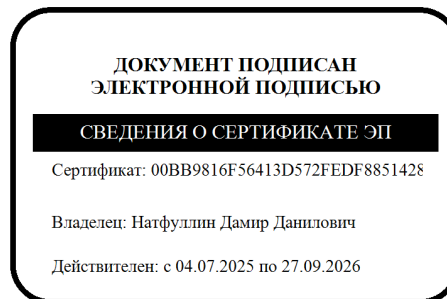 ДОКУМЕНТ ПОДПИСАН
ЭЛЕКТРОННОЙ ПОДПИСЬЮ
СВЕДЕНИЯ О СЕРТИФИКАТЕ ЭП
Сертификат: 00BB9816F56413D572FEDF8851428
Владелец: Натфуллин Дамир Данилович
Действителен: с 04.07.2025 по 27.09.2026